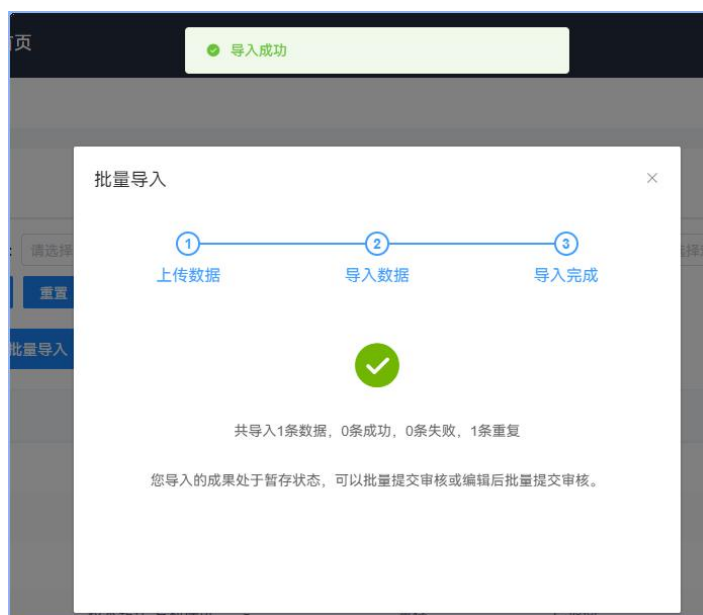 页
导入成功
批量导入
请选择
重置
批量导入
1
2
3
上传数据
导入数据
导入完成
共导入1条数据，0条成功，0条失败，1条重复
您导入的成果处于暂存状态，可以批量提交审核或编辑后批量提交审核。